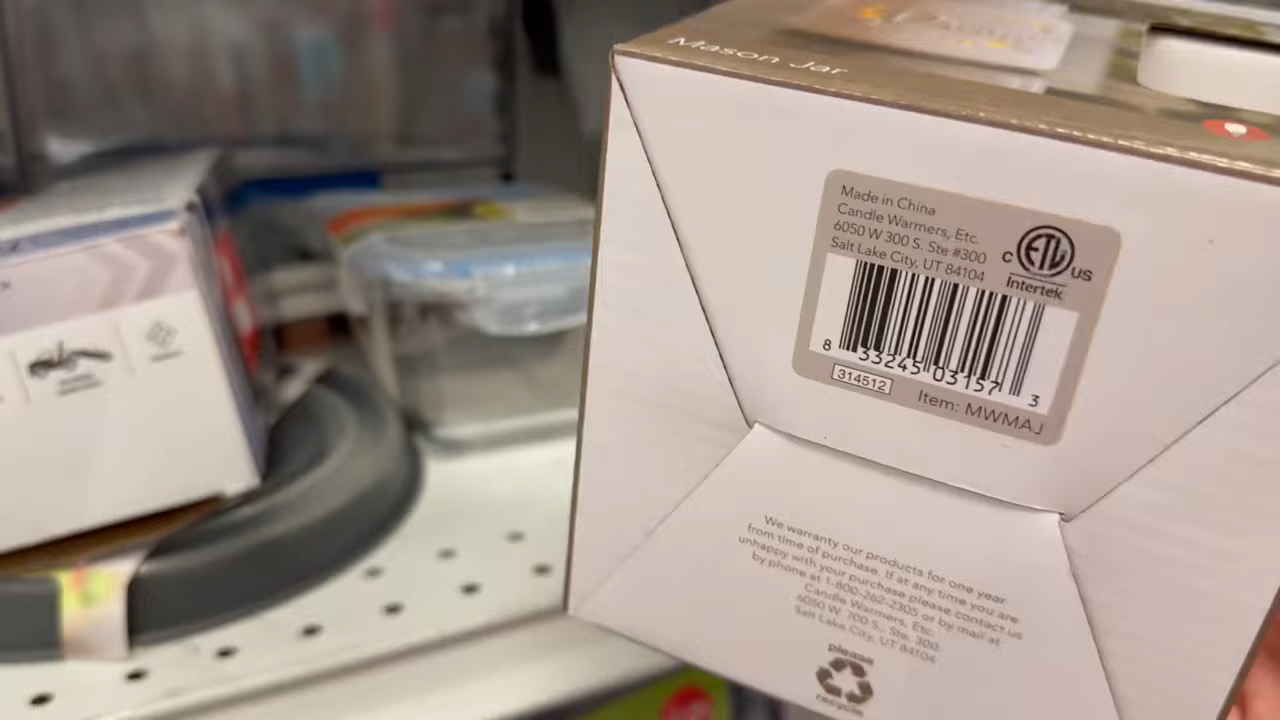 Mason Jar
Made in China
Candle Warmers, Etc.
6050 W 300 S. Ste #300
Salt Lake City, UT 84104
C ETL US
Intertek
8 33245 03157 3
314512
Item: MWMAJ
We warranty our products for one year
from time of purchase. If at any time you are
unhappy with your purchase please contact us
by phone at 1-800-262-2305 or by mail at
Candle Warmers, Etc.
6050 W. 700 S., Ste. 300.
Salt Lake City, UT 84104
please
recycle